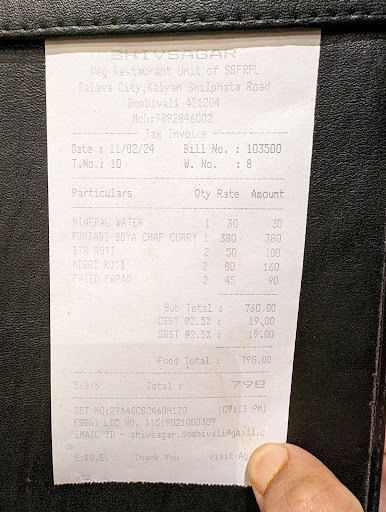 SHIVSAGAR
Veg Restaurant Unit of SSFRPL
Palava City,Kalyan Shilphata Road
Dombivali 421204
Mob:9892846002
Tag Invoice
Date : 11/02/24 Bill No. : 103500
T.No.: 10 W. No. : 8
Particulars Qty Rate Amount
MINERAL WATER 1 30 30
PUNJABI SOYA CHAP CURRY 1 380 380
BTR ROTI 2 50 100
MISSI ROTI 2 80 160
FRIED PAPAD 2 45 90
Sub Total : 760.00
CGST @2.5% : 19.00
SGST @2.5% : 19.00
Food Total : 798.00
5/8/5 Total : 798
GST NO:27AASCS2460H1Z0 (09:13 PM)
FSSAI LIC NO. 11519021000309
EMAIL ID - shivsagar.dombivali@gmail.c
E.&O.E. Thank You Visit Ag